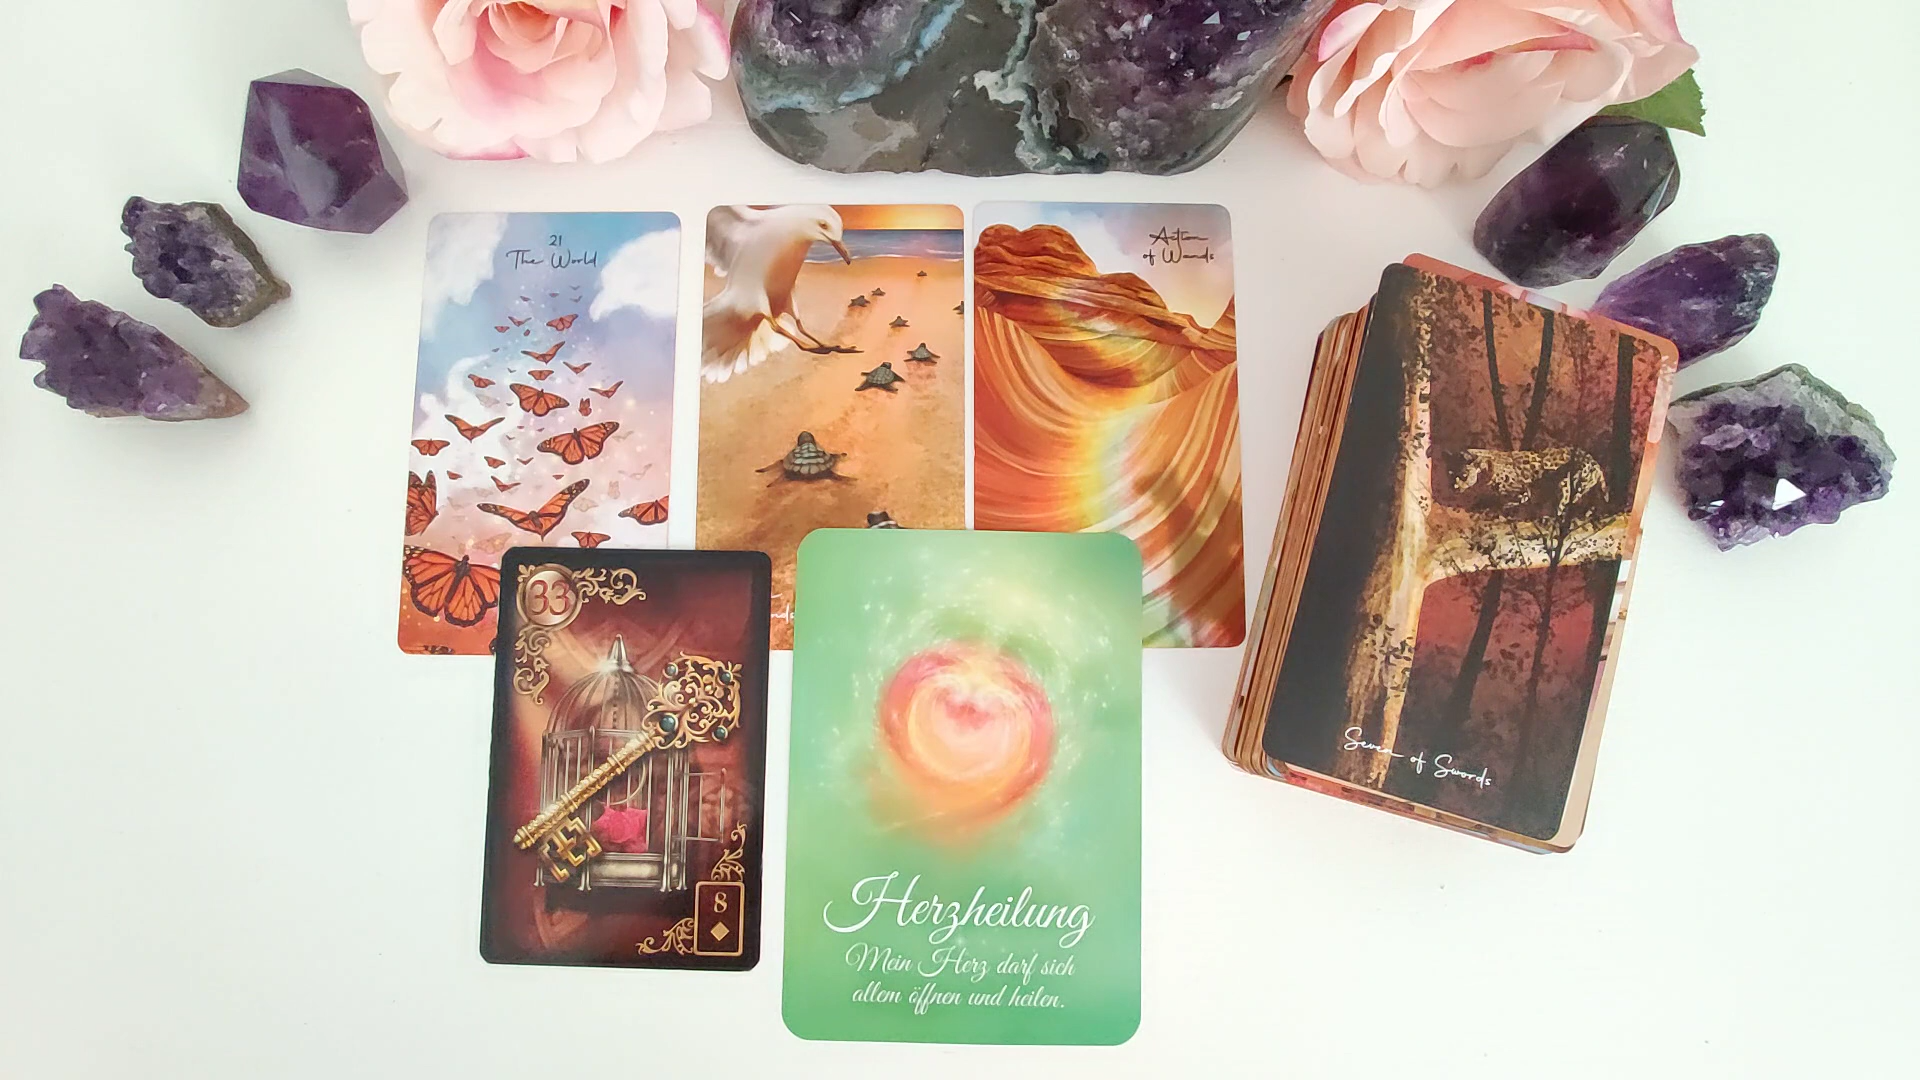 21
The World
Action
of Wands
33
8
Herzheilung
Mein Herz darf sich
allem öffnen und heilen.
Seven of Swords